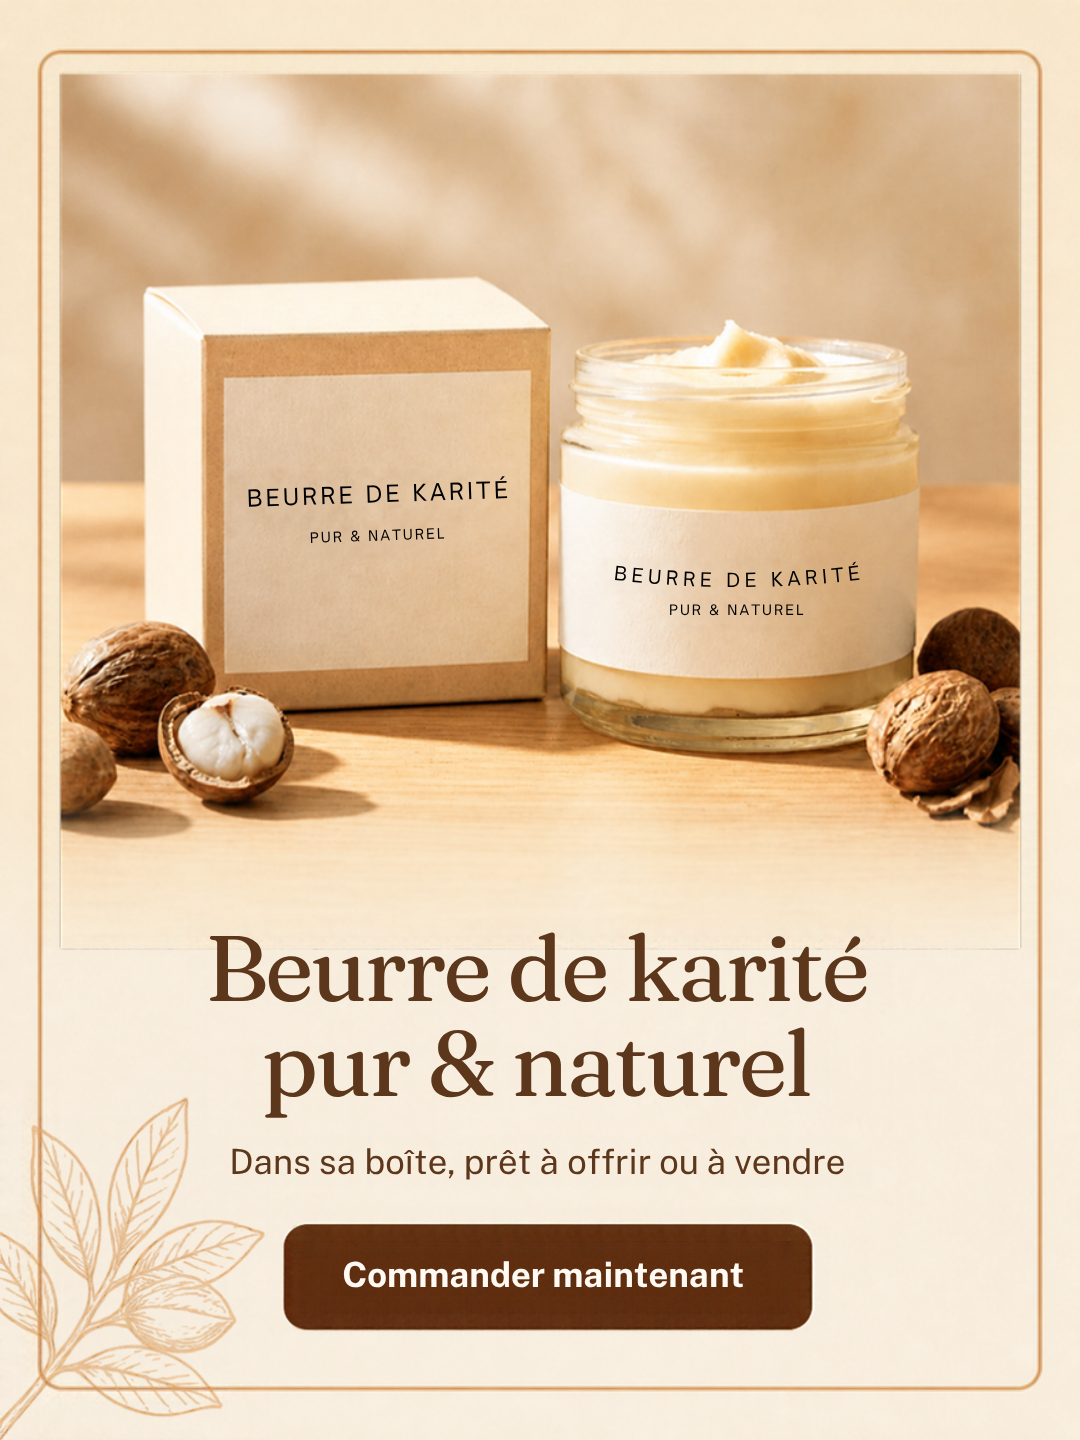 BEURRE DE KARITÉ
PUR & NATUREL
BEURRE DE KARITÉ
PUR & NATUREL
Beurre de karité
pur & naturel
Dans sa boîte, prêt à offrir ou à vendre
Commander maintenant